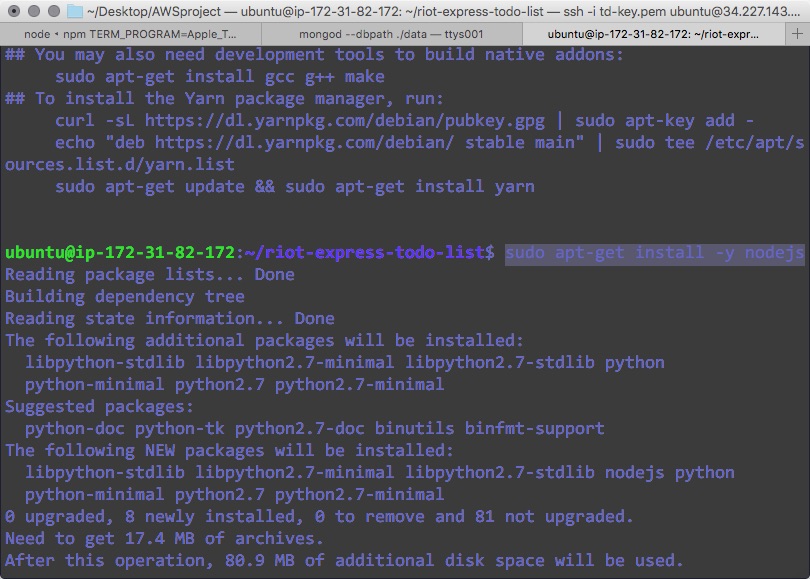 ~/Desktop/AWSproject — ubuntu@ip-172-31-82-172: ~/riot-express-todo-list — ssh -i td-key.pem ubuntu@34.227.143....
node ◂ npm TERM_PROGRAM=Apple_T... mongod --dbpath ./data — ttys001 ubuntu@ip-172-31-82-172: ~/riot-expr... +
## You may also need development tools to build native addons:
     sudo apt-get install gcc g++ make
## To install the Yarn package manager, run:
     curl -sL https://dl.yarnpkg.com/debian/pubkey.gpg | sudo apt-key add -
     echo "deb https://dl.yarnpkg.com/debian/ stable main" | sudo tee /etc/apt/s
ources.list.d/yarn.list
     sudo apt-get update && sudo apt-get install yarn
ubuntu@ip-172-31-82-172:~/riot-express-todo-list$ sudo apt-get install -y nodejs
Reading package lists... Done
Building dependency tree
Reading state information... Done
The following additional packages will be installed:
  libpython-stdlib libpython2.7-minimal libpython2.7-stdlib python
  python-minimal python2.7 python2.7-minimal
Suggested packages:
  python-doc python-tk python2.7-doc binutils binfmt-support
The following NEW packages will be installed:
  libpython-stdlib libpython2.7-minimal libpython2.7-stdlib nodejs python
  python-minimal python2.7 python2.7-minimal
0 upgraded, 8 newly installed, 0 to remove and 81 not upgraded.
Need to get 17.4 MB of archives.
After this operation, 80.9 MB of additional disk space will be used.